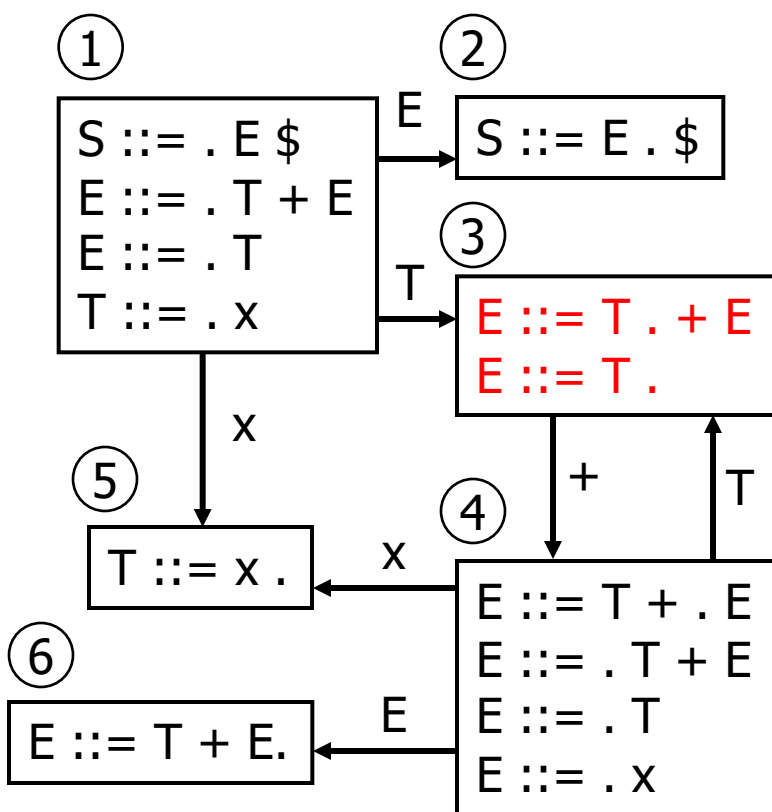 1
S ::= . E $
E ::= . T + E
E ::= . T
T ::= . x
E
2
S ::= E . $
T
3
E ::= T . + E
E ::= T .
x
+
T
5
T ::= x .
x
4
E ::= T + . E
E ::= . T + E
E ::= . T
E ::= . x
6
E ::= T + E.
E